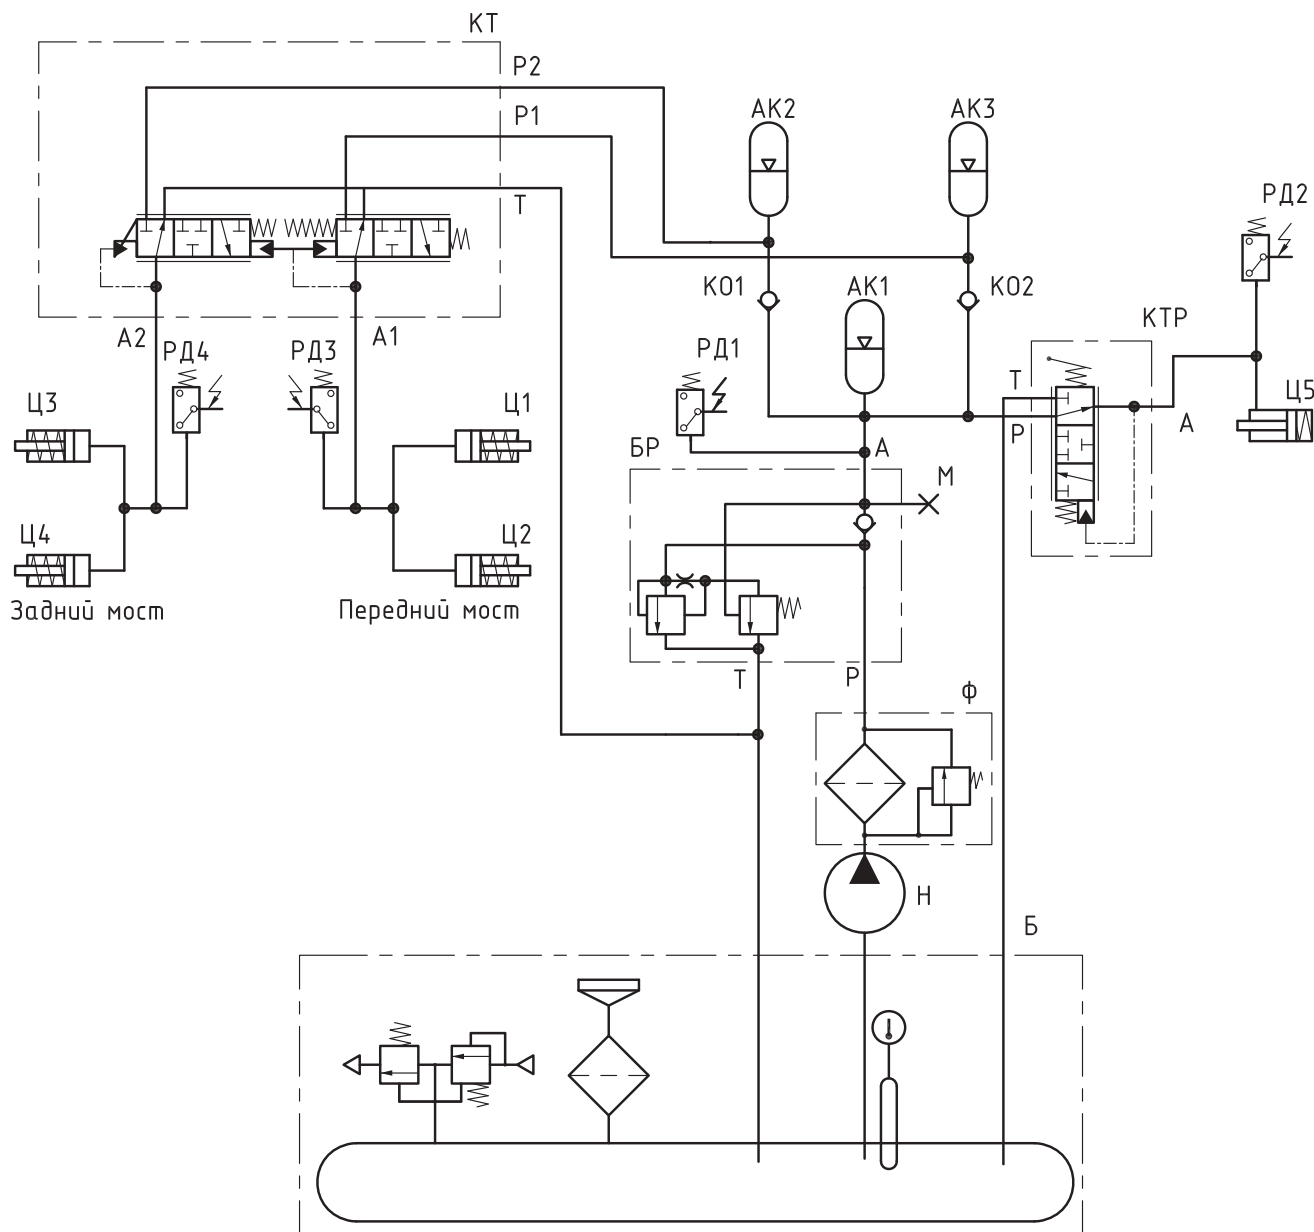 КТ
Р2
Р1
АК2
АК3
Т
РД2
КО1
АК1
КО2
КТР
А2
РД4
РД3
А1
РД1
Т
Ц3
Ц1
Ц5
Р
А
БР
А
М
Ц4
Ц2
Задний мост
Передний мост
Т
Р
Ф
Н
Б